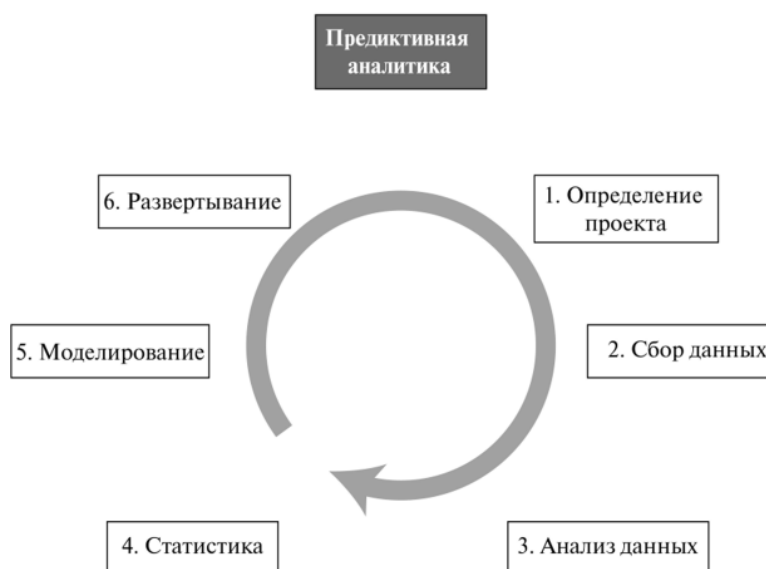 Предиктивная
аналитика
1. Определение
проекта
2. Сбор данных
3. Анализ данных
4. Статистика
5. Моделирование
6. Развертывание